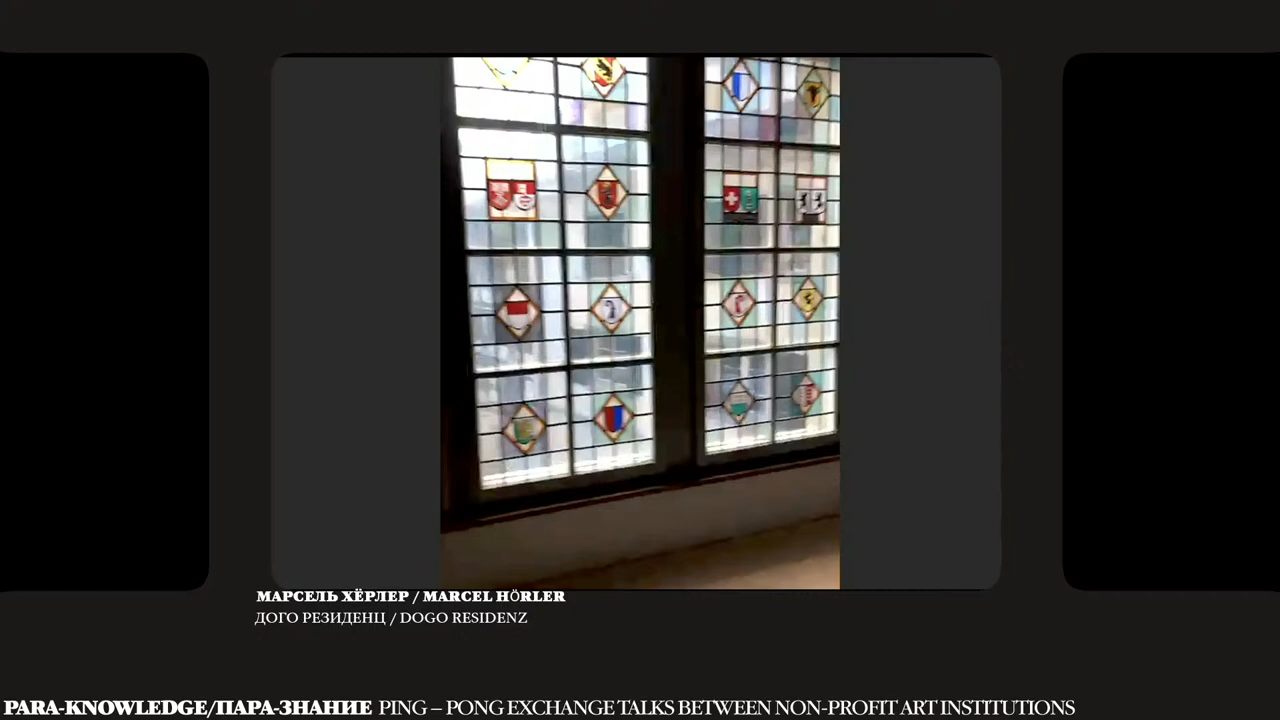 МАРСЕЛЬ ХЁРЛЕР / MARCEL HÖRLER
ДОГО РЕЗИДЕНЦ / DOGO RESIDENZ
PARA-KNOWLEDGE/ПАРА-ЗНАНИЕ PING – PONG EXCHANGE TALKS BETWEEN NON-PROFIT ART INSTITUTIONS